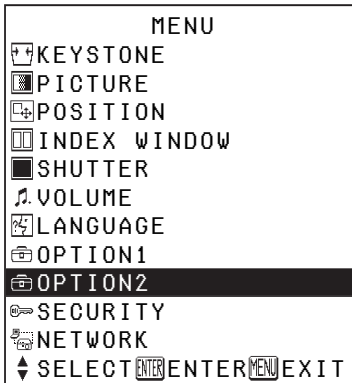 MENU
KEYSTONE
PICTURE
POSITION
INDEX WINDOW
SHUTTER
VOLUME
LANGUAGE
OPTION1
OPTION2
SECURITY
NETWORK
SELECT ENTER ENTER MENU EXIT